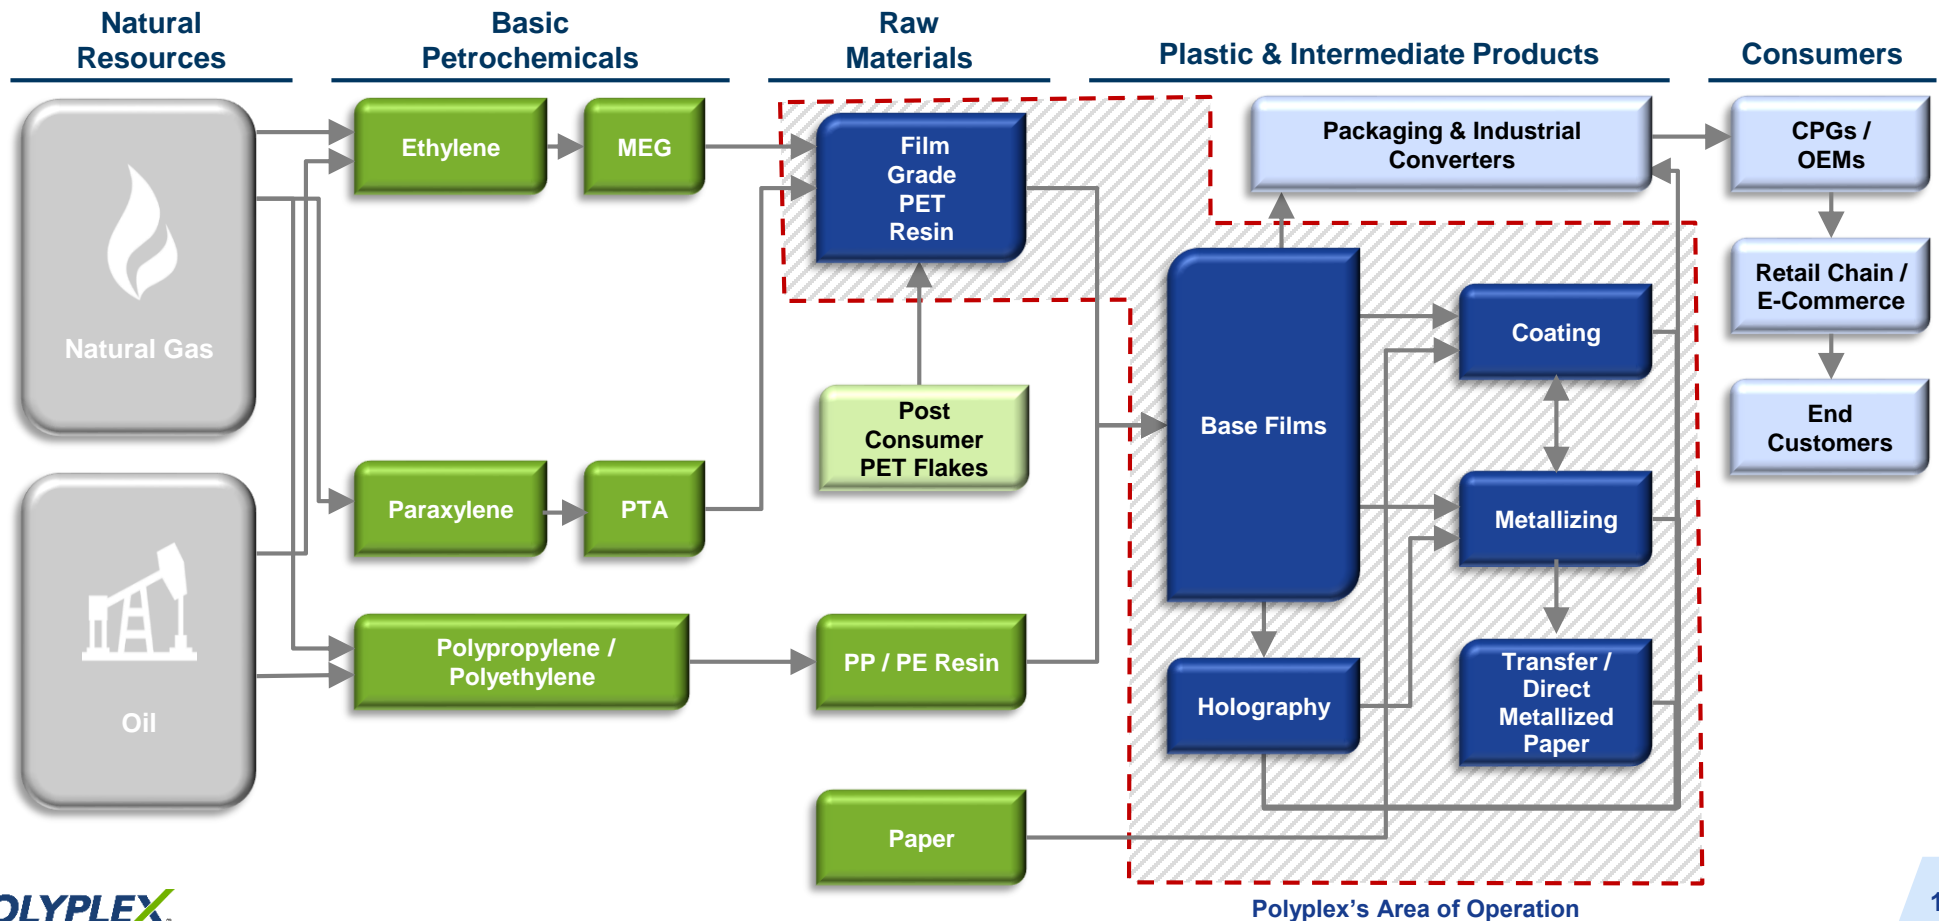 Natural
Resources
Basic
Petrochemicals
Raw
Materials
Plastic & Intermediate Products
Consumers
Natural Gas
Oil
Ethylene
MEG
Paraxylene
PTA
Polypropylene /
Polyethylene
Film
Grade
PET
Resin
Post
Consumer
PET Flakes
PP / PE Resin
Paper
Packaging & Industrial
Converters
Base Films
Holography
Coating
Metallizing
Transfer /
Direct
Metallized
Paper
CPGs /
OEMs
Retail Chain /
E-Commerce
End
Customers
Polyplex's Area of Operation
OLYPLEX
1